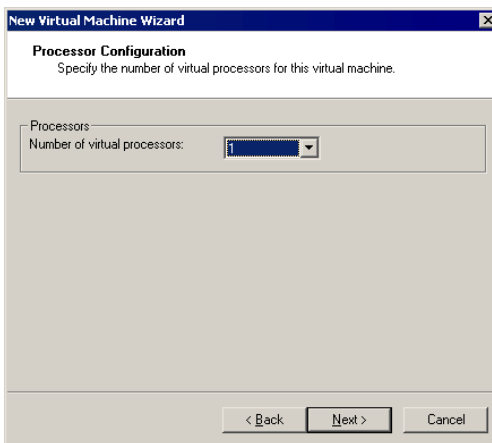 New Virtual Machine Wizard
Processor Configuration
Specify the number of virtual processors for this virtual machine.
Processors
Number of virtual processors:
1
< Back
Next >
Cancel